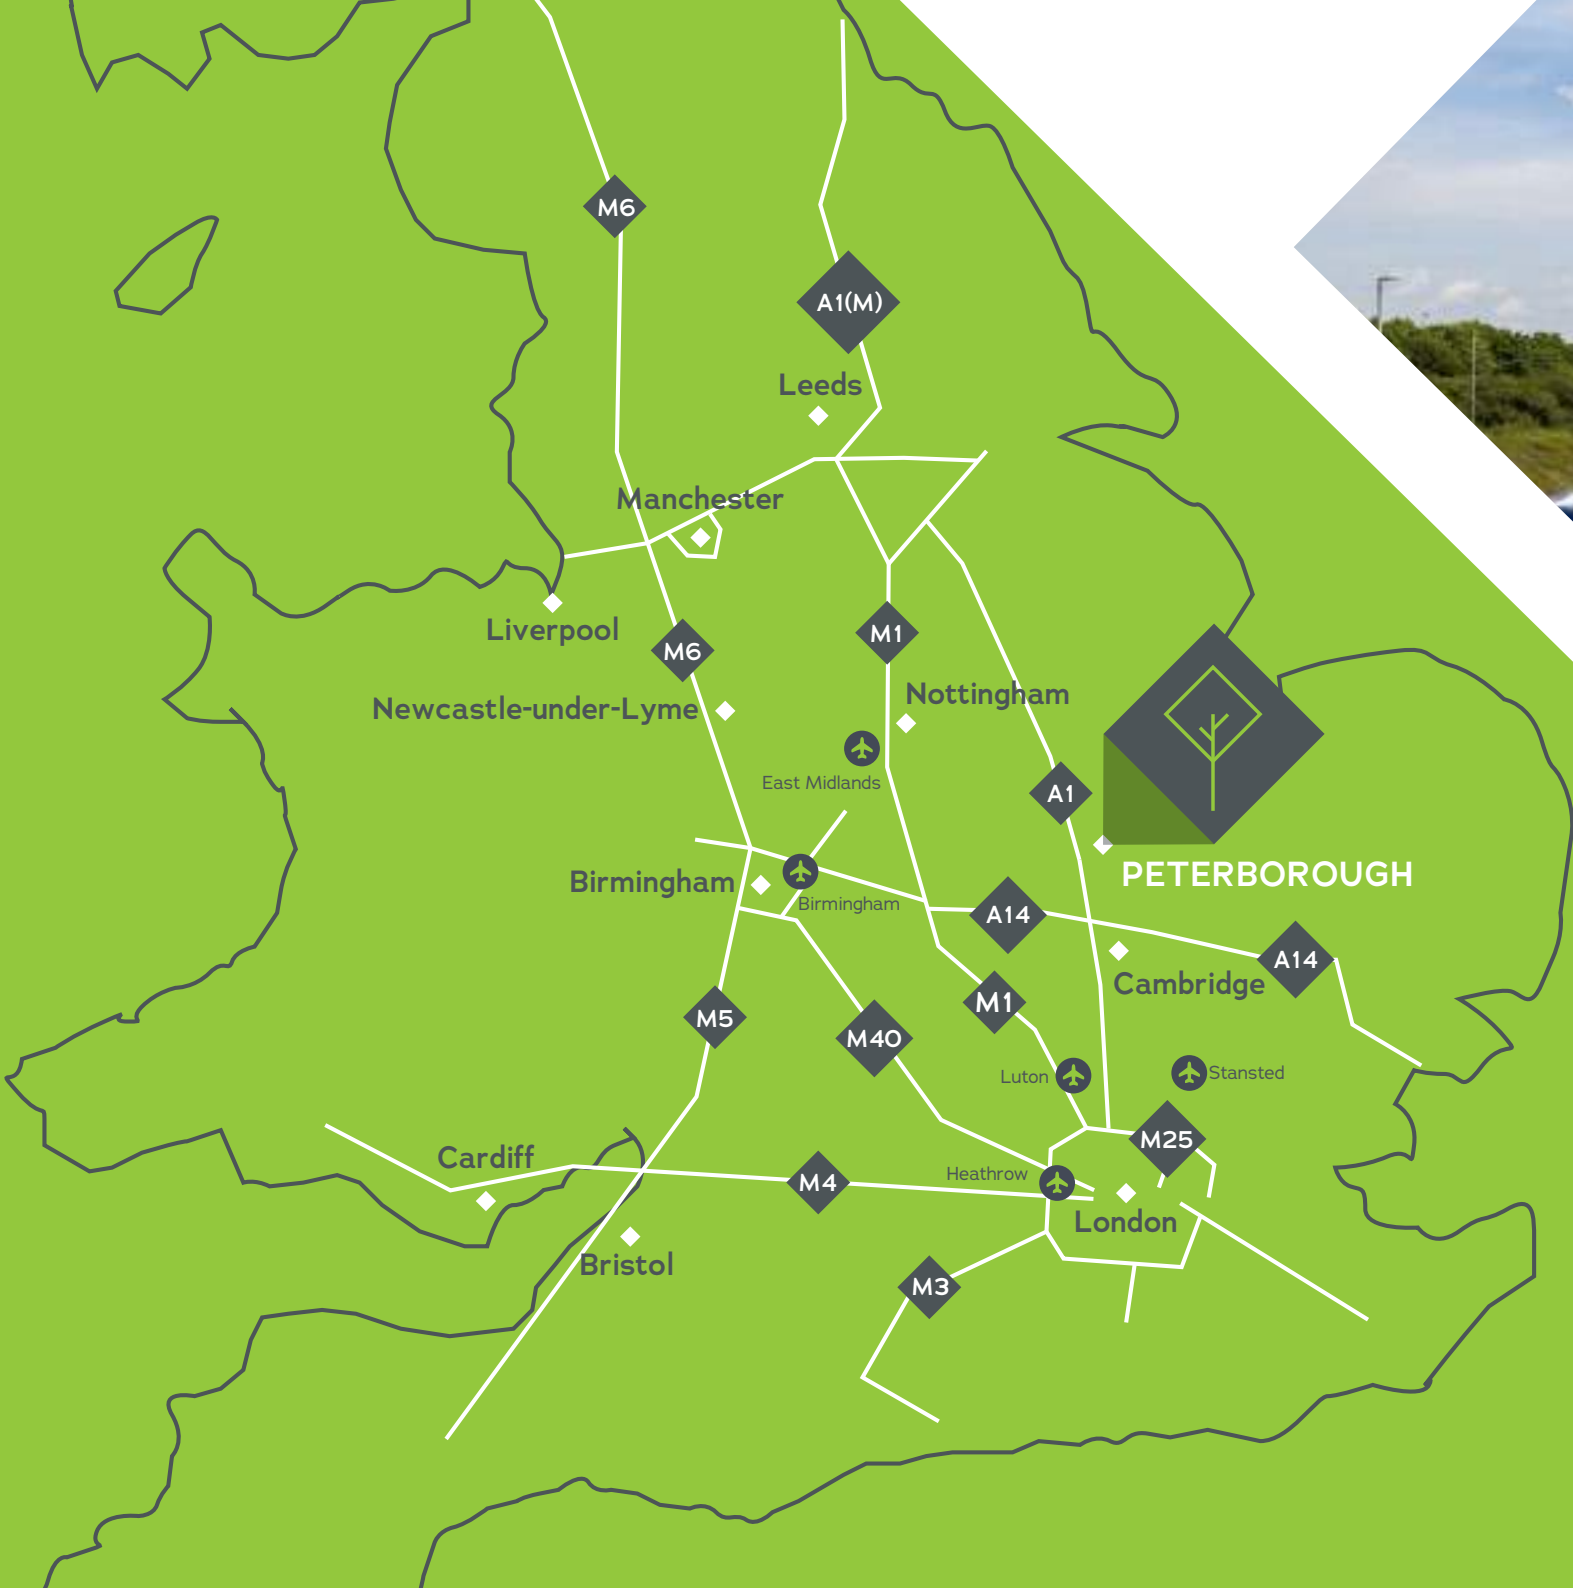 M6
A1(M)
Leeds
Manchester
Liverpool
M6
M1
Newcastle-under-Lyme
Nottingham
East Midlands
A1
PETERBOROUGH
Birmingham
Birmingham
A14
A14
Cambridge
M1
M5
M40
Luton
Stansted
M25
Cardiff
Heathrow
M4
London
Bristol
M3